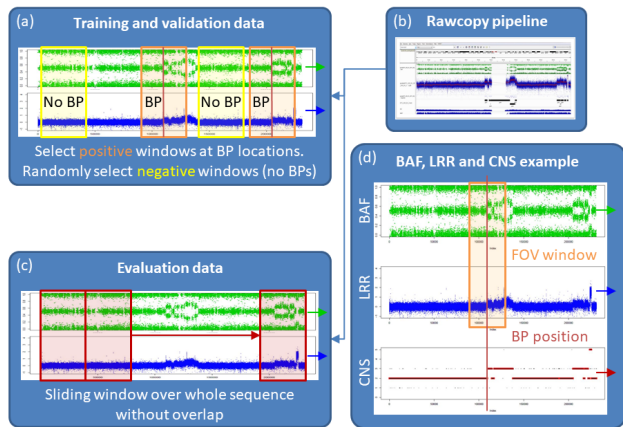 (a) Training and validation data
No BP BP No BP BP
Select positive windows at BP locations.
Randomly select negative windows (no BPs)
(b) Rawcopy pipeline
(c) Evaluation data
Sliding window over whole sequence
without overlap
(d) BAF, LRR and CNS example
BAF
FOV window
LRR
BP position
CNS